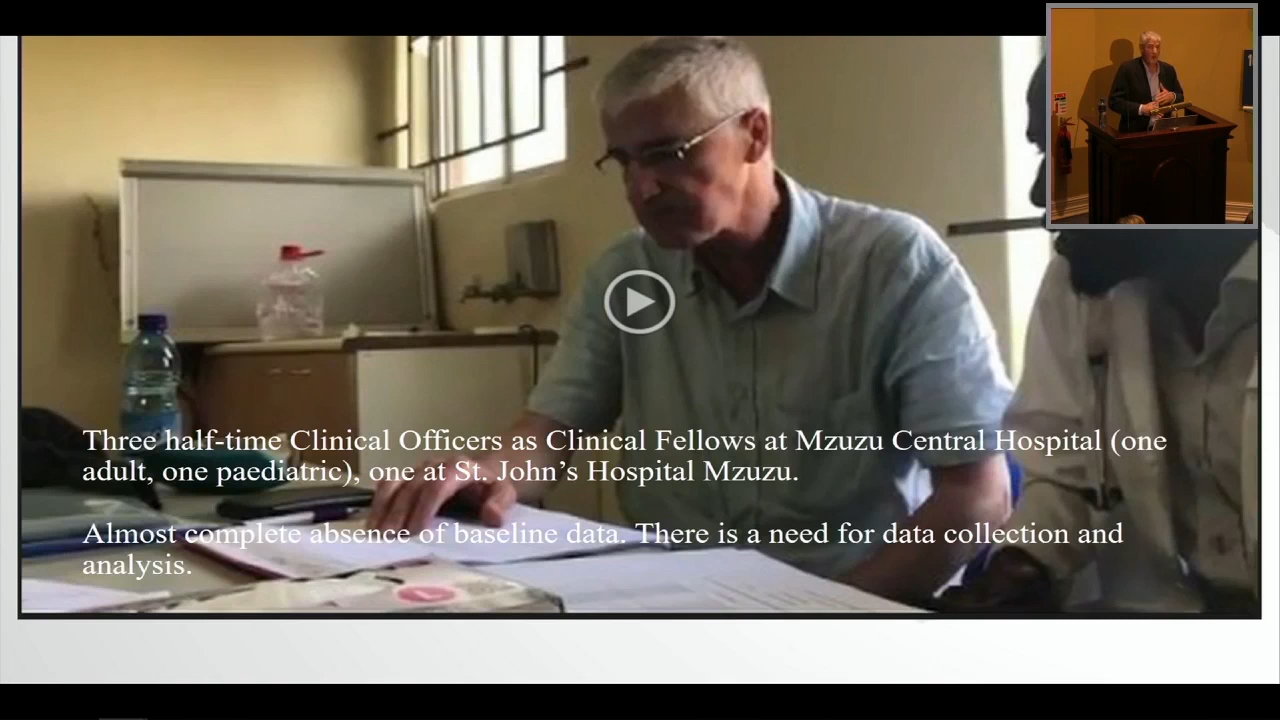 Three half-time Clinical Officers as Clinical Fellows at Mzuzu Central Hospital (one
adult, one paediatric), one at St. John’s Hospital Mzuzu.
Almost complete absence of baseline data. There is a need for data collection and
analysis.